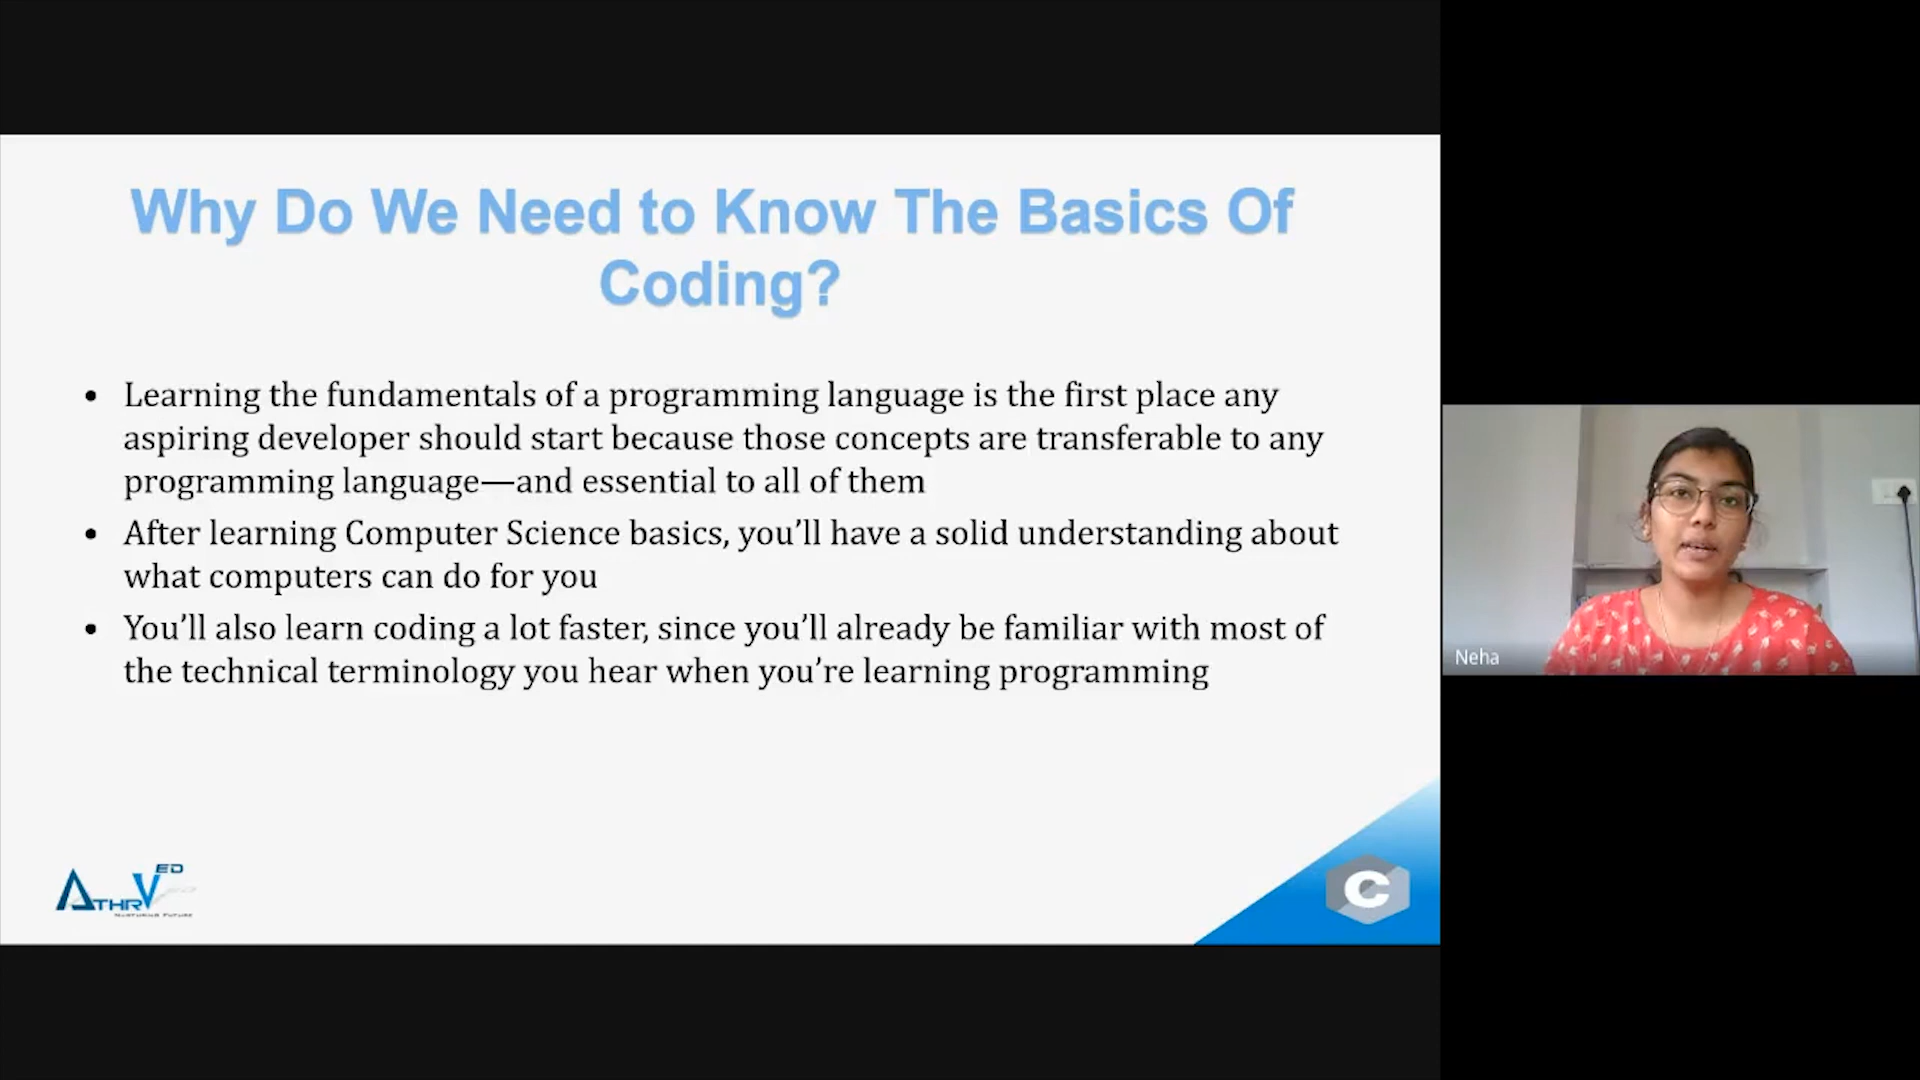 Why Do We Need to Know The Basics Of
Coding?
• Learning the fundamentals of a programming language is the first place any
aspiring developer should start because those concepts are transferable to any
programming language—and essential to all of them
• After learning Computer Science basics, you’ll have a solid understanding about
what computers can do for you
• You’ll also learn coding a lot faster, since you’ll already be familiar with most of
the technical terminology you hear when you’re learning programming
Neha
ATHRVED
Nurturing Future
C